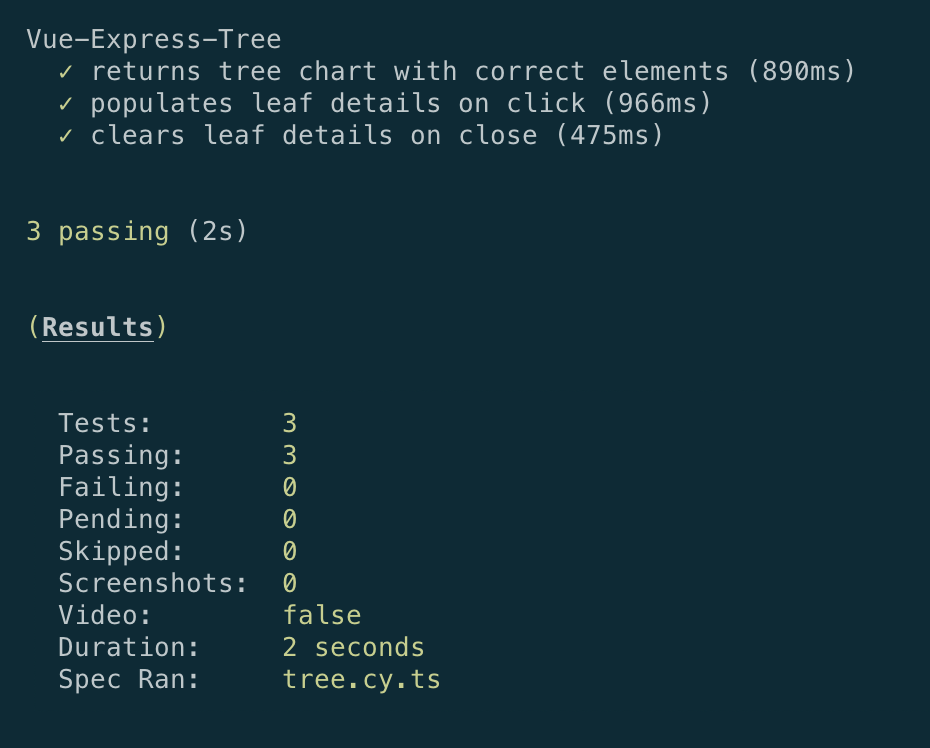 Vue-Express-Tree
✓ returns tree chart with correct elements (890ms)
✓ populates leaf details on click (966ms)
✓ clears leaf details on close (475ms)
3 passing (2s)
(Results)
Tests: 3
Passing: 3
Failing: 0
Pending: 0
Skipped: 0
Screenshots: 0
Video: false
Duration: 2 seconds
Spec Ran: tree.cy.ts